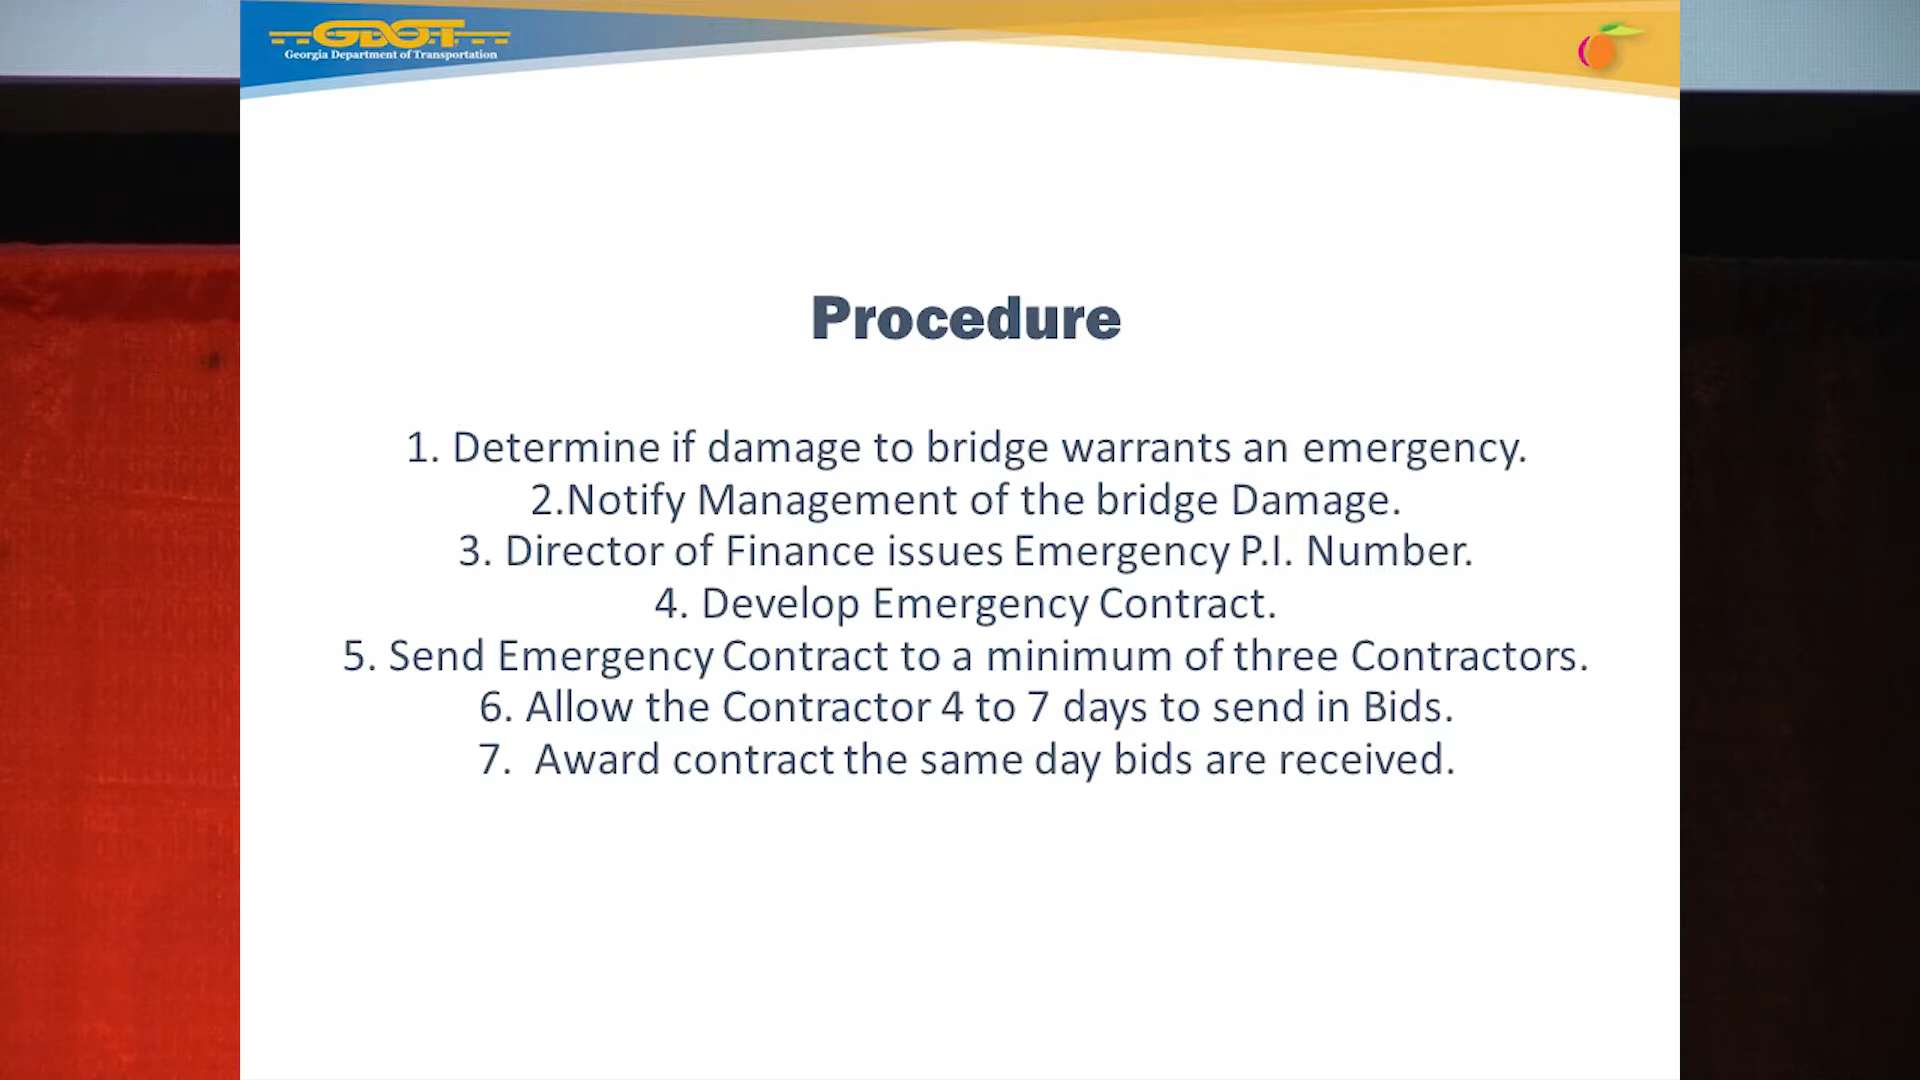 GDOT
Georgia Department of Transportation
Procedure
1. Determine if damage to bridge warrants an emergency.
2.Notify Management of the bridge Damage.
3. Director of Finance issues Emergency P.I. Number.
4. Develop Emergency Contract.
5. Send Emergency Contract to a minimum of three Contractors.
6. Allow the Contractor 4 to 7 days to send in Bids.
7. Award contract the same day bids are received.